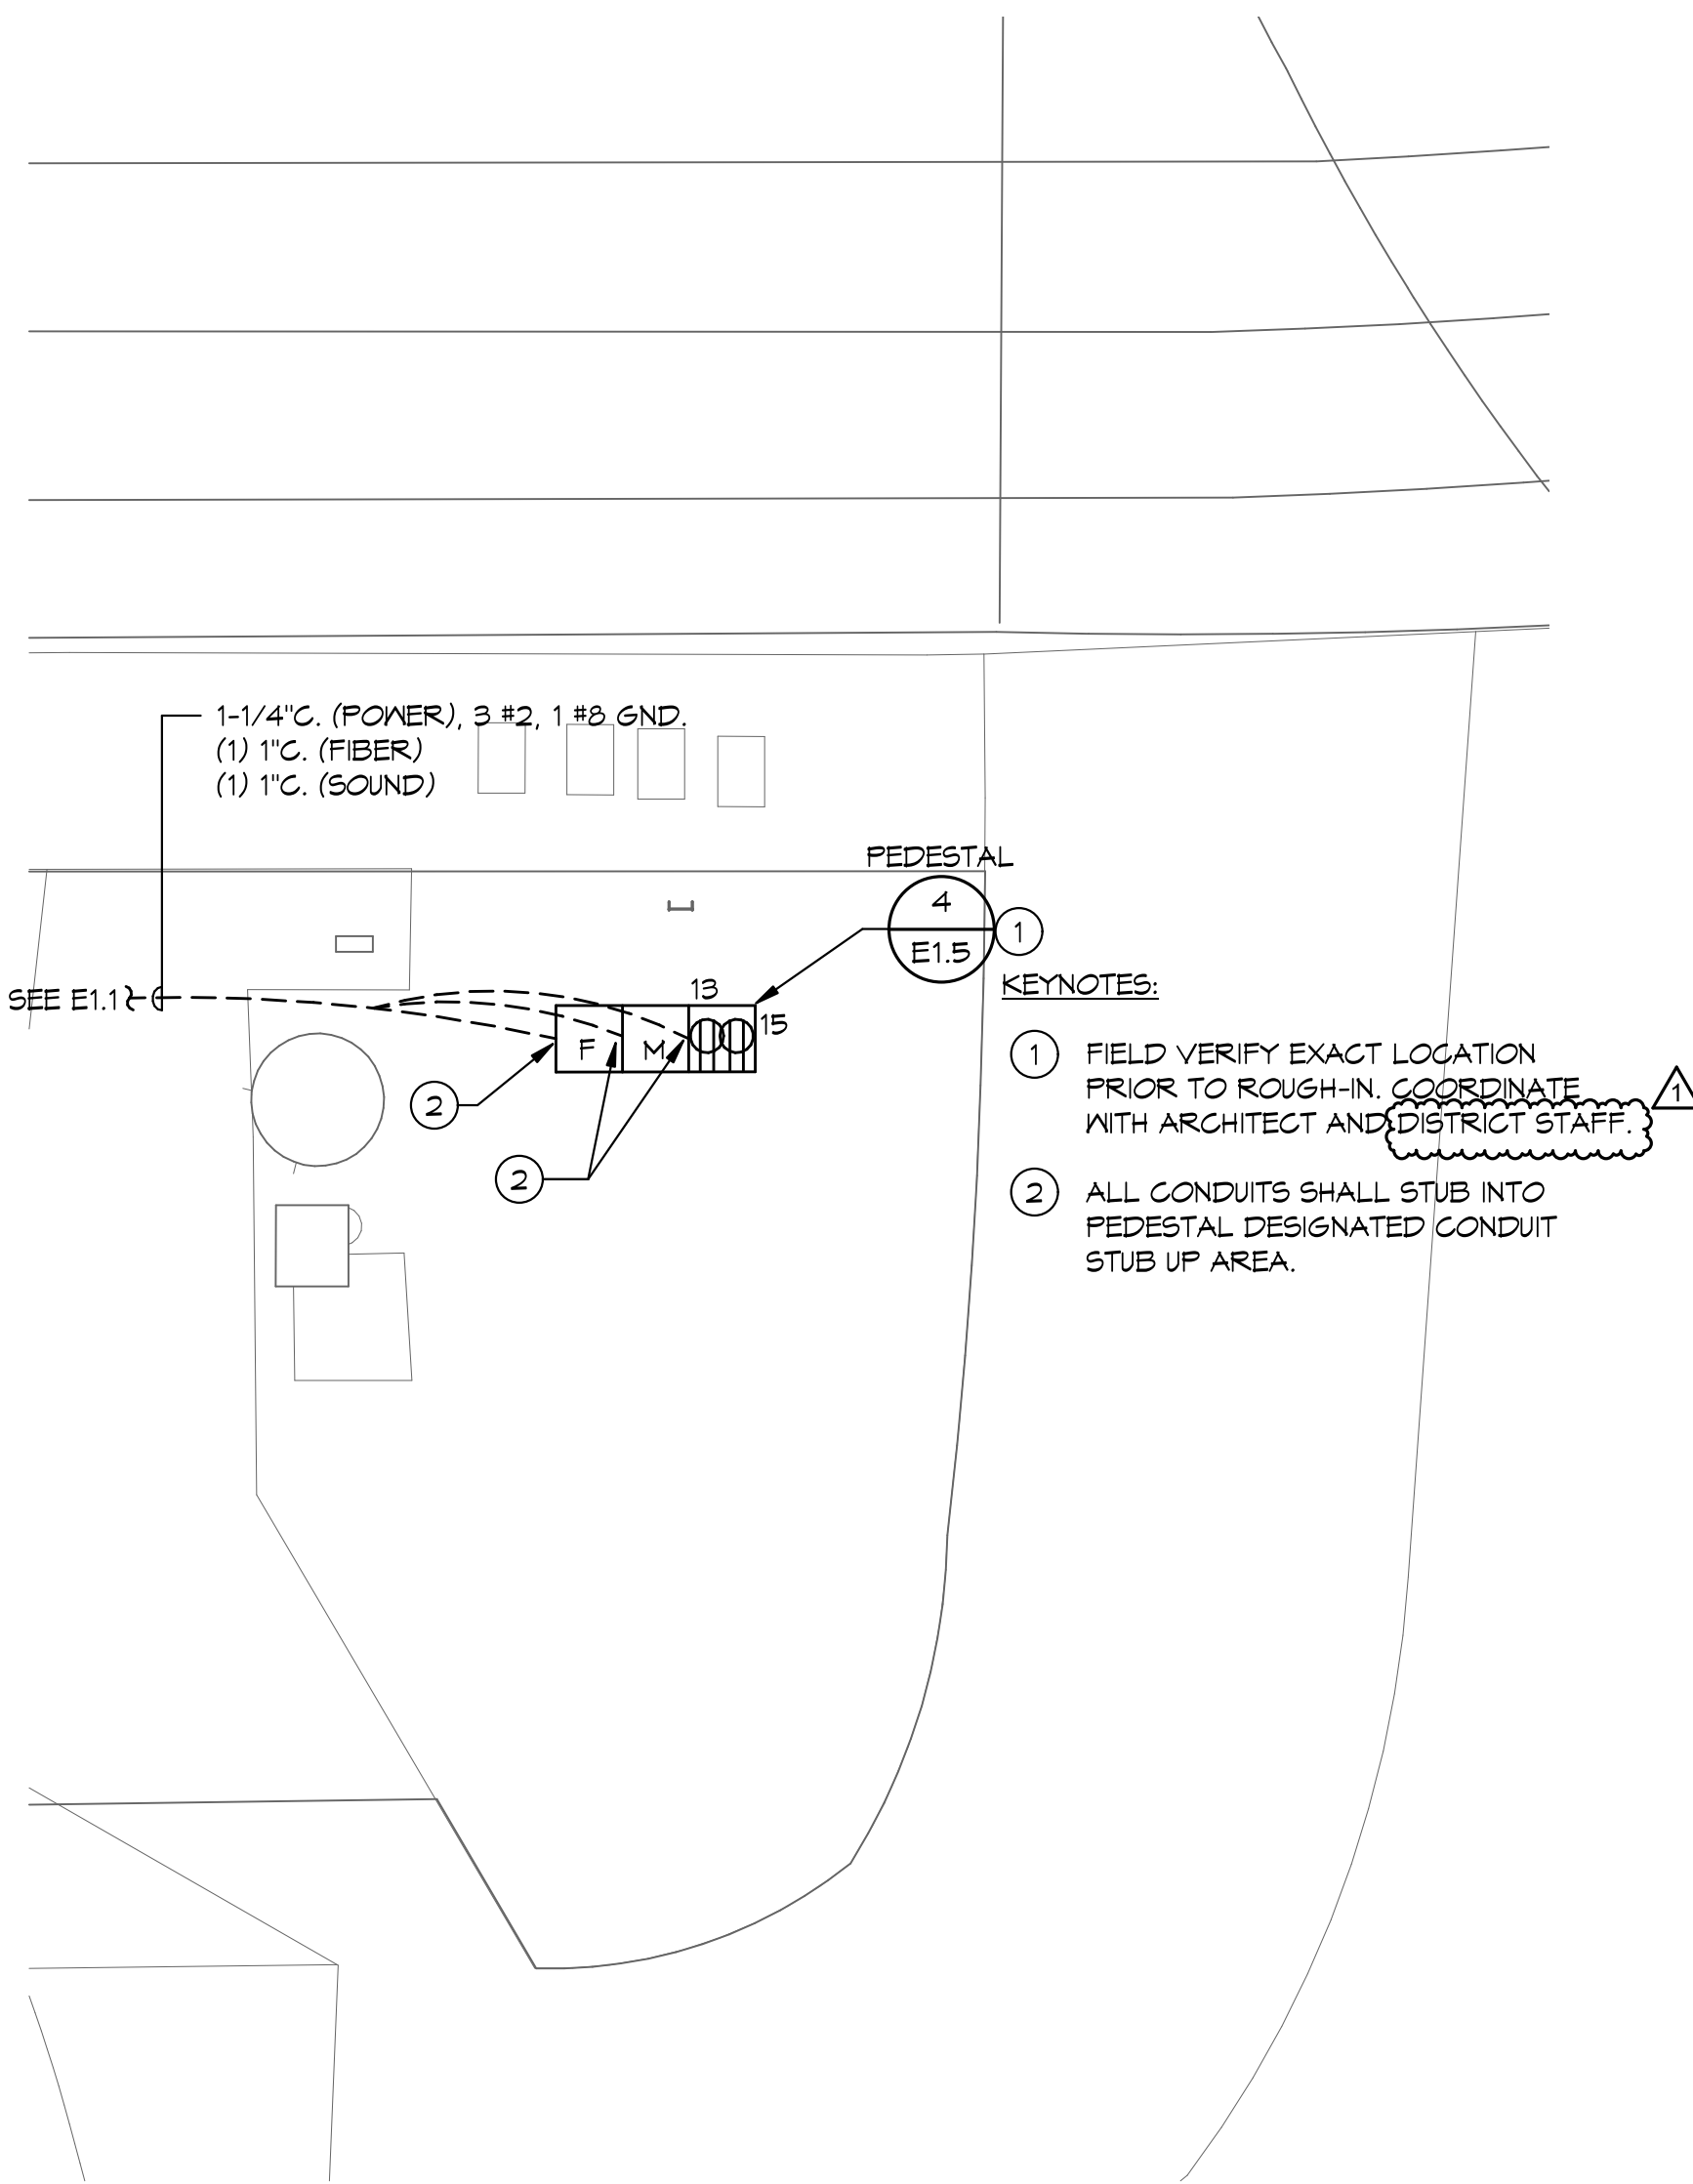 1-1/4"C. (POWER), 3 #2, 1 #8 GND.
(1) 1"C. (FIBER)
(1) 1"C. (SOUND)
PEDESTAL
4
E1.5
1
SEE E1.1
13
15
F
M
2
2
KEYNOTES:
1 FIELD VERIFY EXACT LOCATION
PRIOR TO ROUGH-IN. COORDINATE
WITH ARCHITECT AND DISTRICT STAFF.
1
2 ALL CONDUITS SHALL STUB INTO
PEDESTAL DESIGNATED CONDUIT
STUB UP AREA.